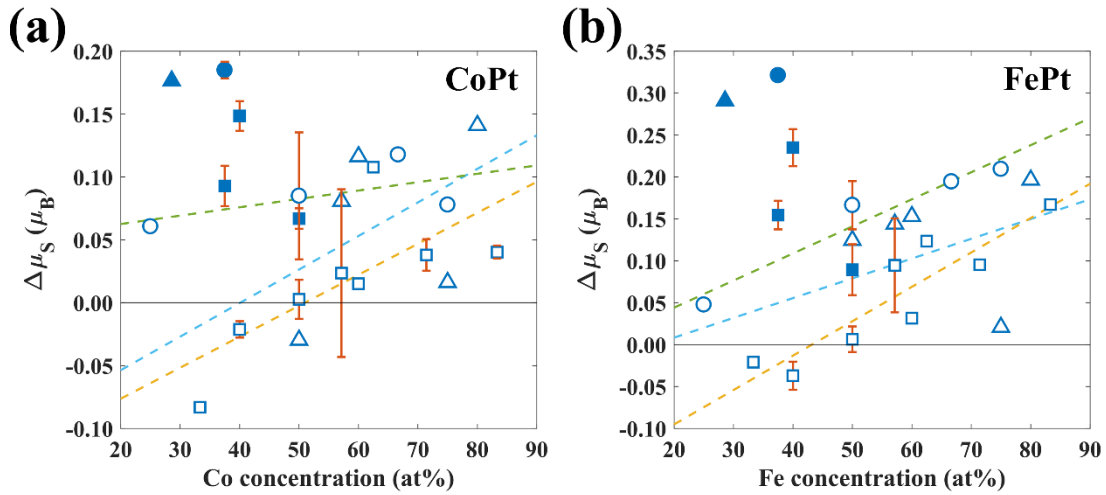 (a)
CoPt
0.20
0.15
0.10
0.05
0.00
-0.05
-0.10
20 30 40 50 60 70 80 90
Co concentration (at%)
Δμ_S (μ_B)
(b)
FePt
0.35
0.30
0.25
0.20
0.15
0.10
0.05
0.00
-0.05
-0.10
20 30 40 50 60 70 80 90
Fe concentration (at%)
Δμ_S (μ_B)